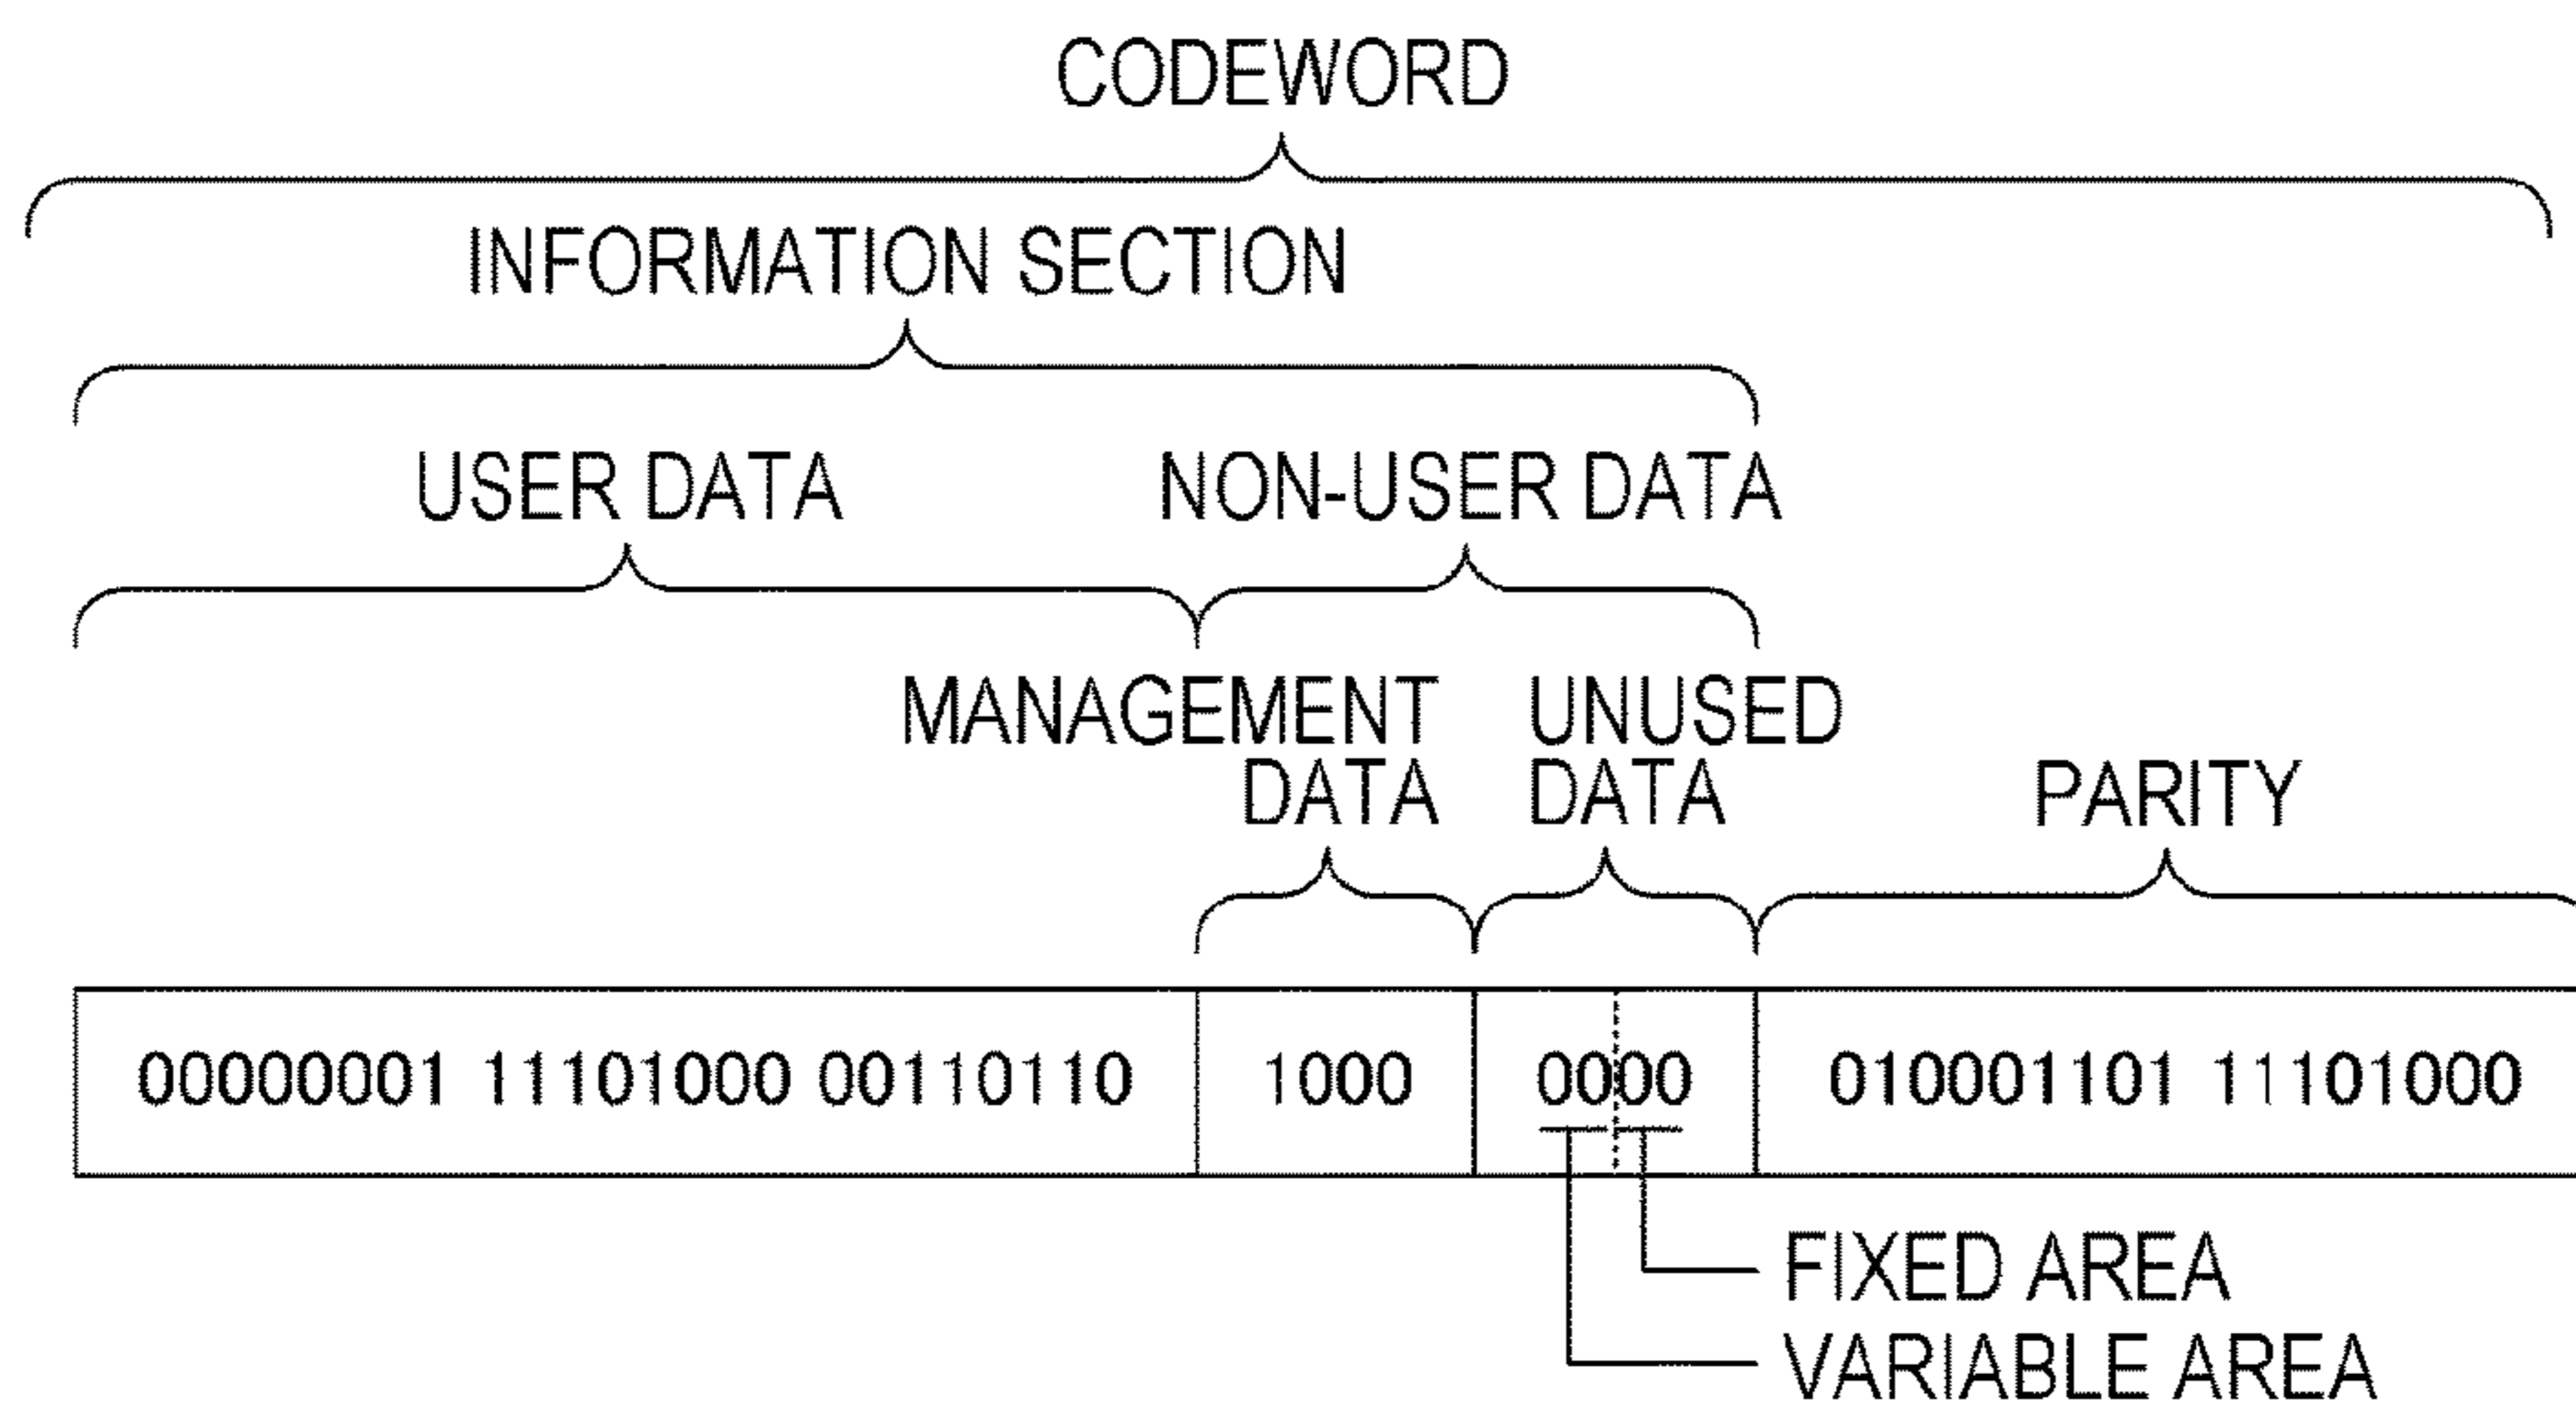 CODEWORD
INFORMATION SECTION
USER DATA NON-USER DATA
MANAGEMENT DATA
UNUSED DATA
PARITY
00000001 11101000 00110110 1000 0000 010001101 11101000
FIXED AREA
VARIABLE AREA